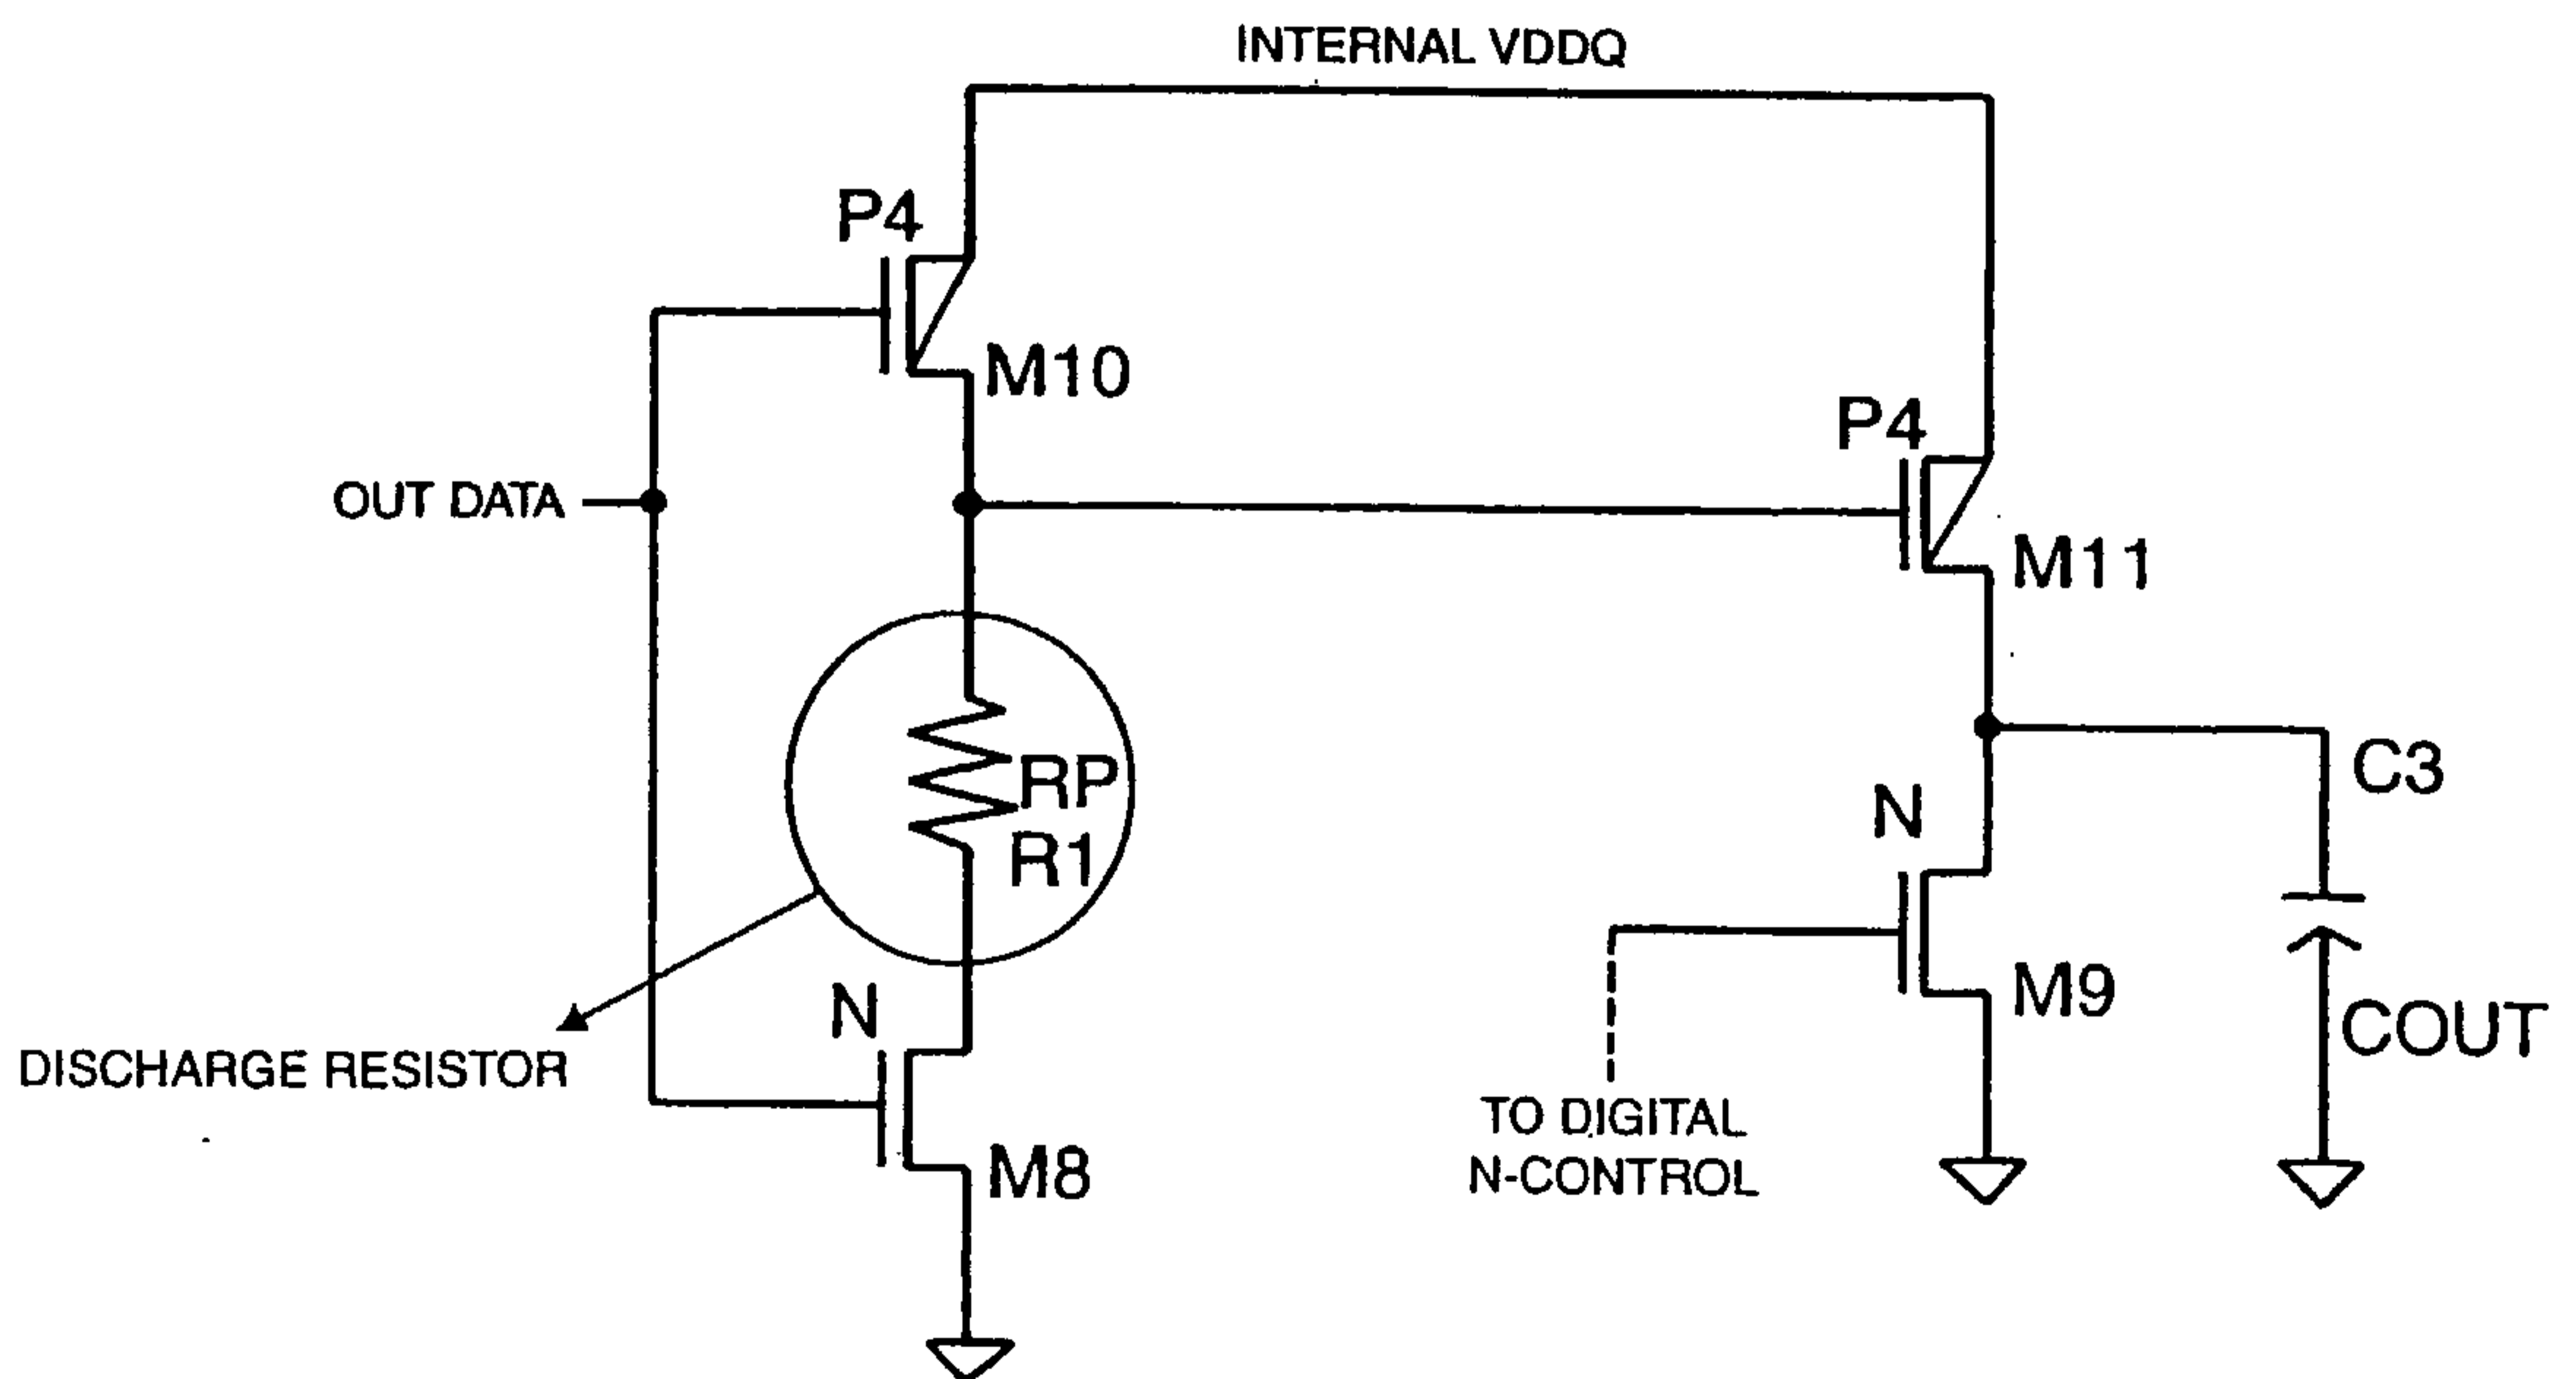 INTERNAL VDDQ
P4
M10
P4
OUT DATA
M11
RP
R1
C3
N
N
M9
COUT
DISCHARGE RESISTOR
TO DIGITAL
N-CONTROL
M8